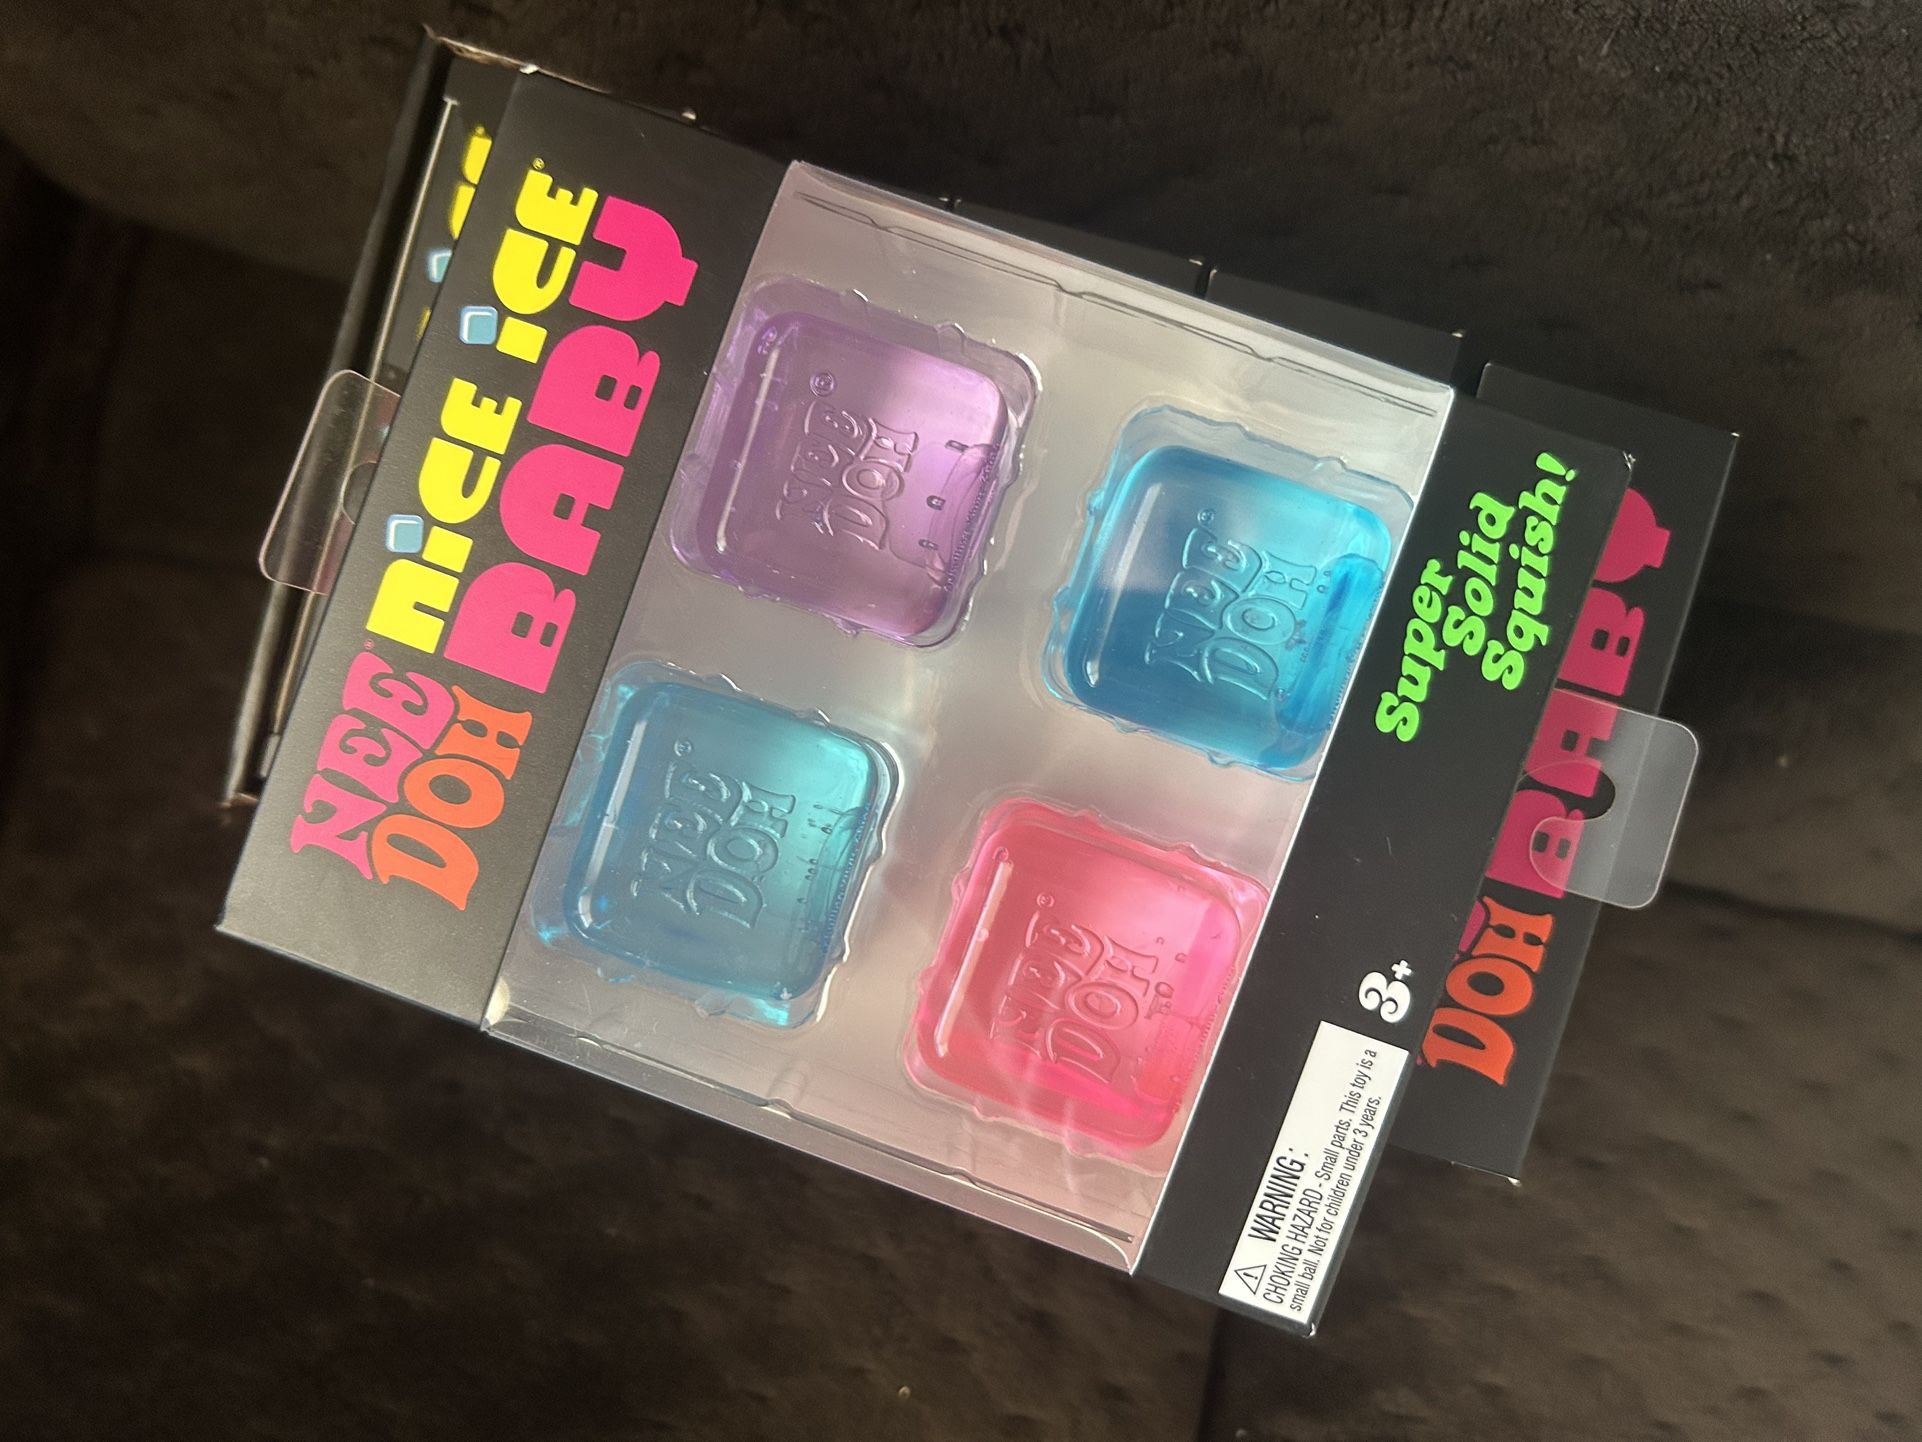 NEE
DOH
nice ice
BABY
NEE
DOH
NEE
DOH
NEE
DOH
NEE
DOH
Super
Solid
Squish!
3+
⚠ WARNING:
CHOKING HAZARD - Small parts. This toy is a
small ball. Not for children under 3 years.
DOH
BABY